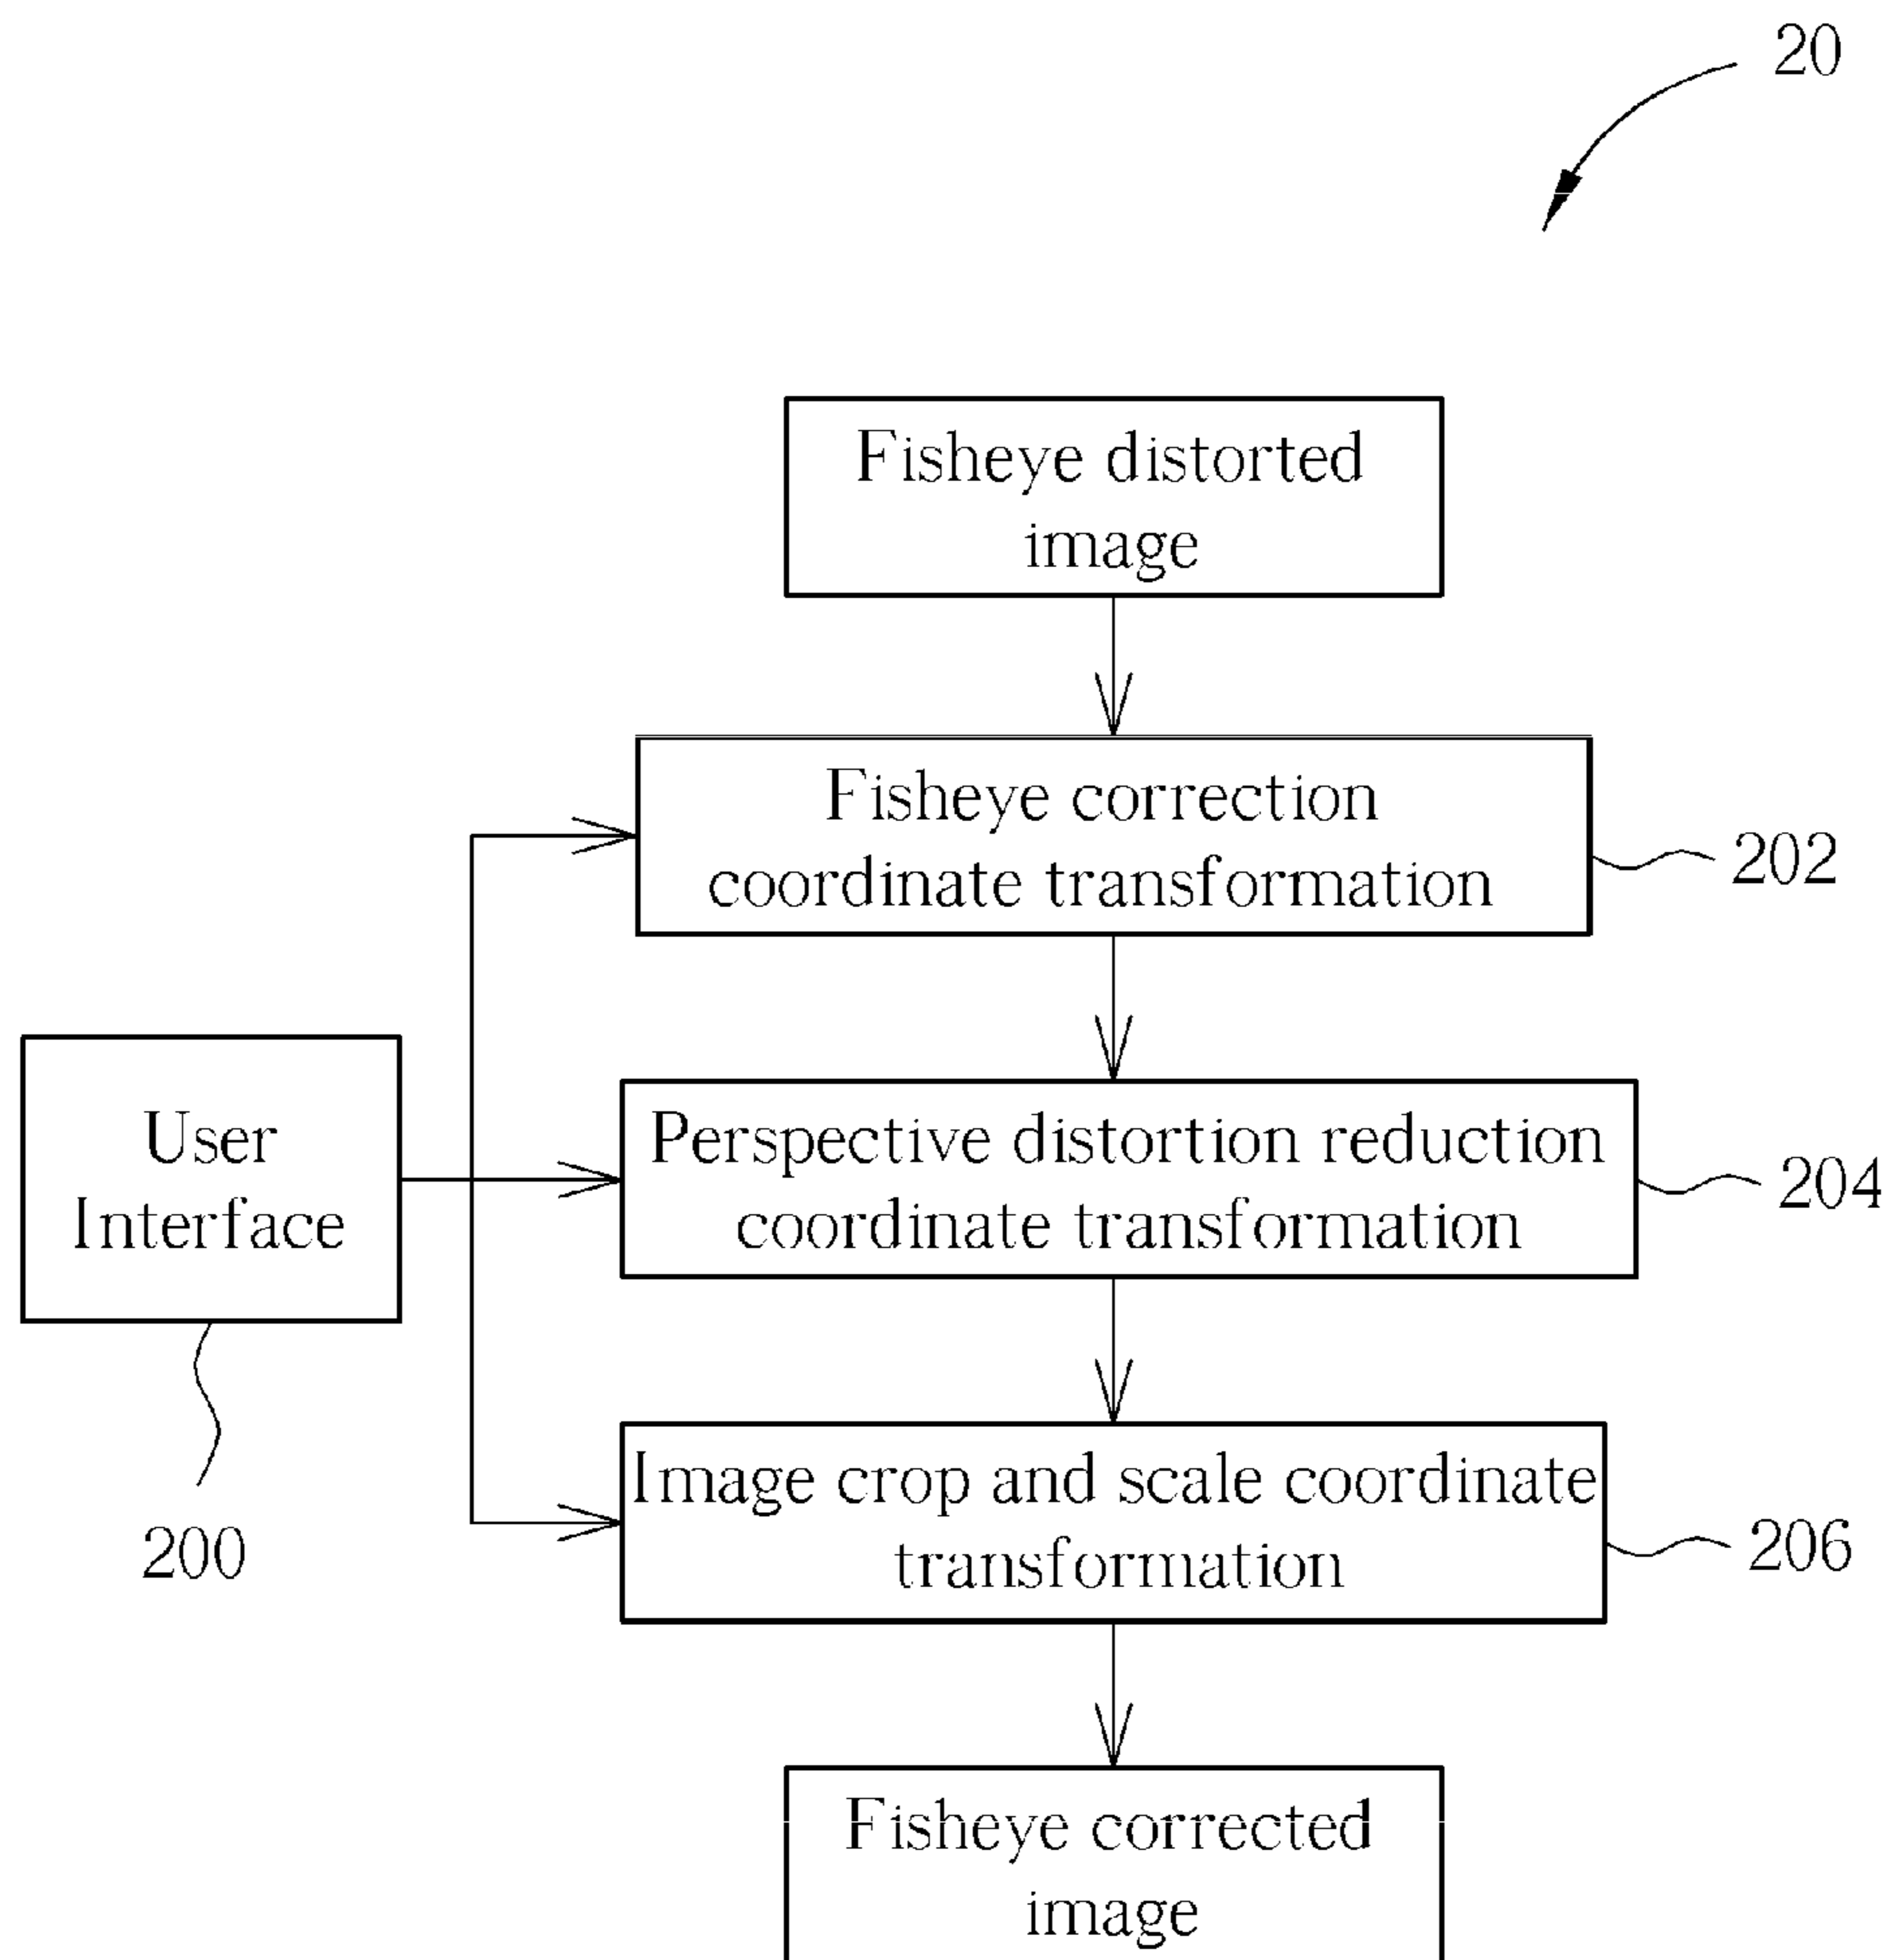 20
Fisheye distorted
image
Fisheye correction
coordinate transformation
202
User
Interface
200
Perspective distortion reduction
coordinate transformation
204
Image crop and scale coordinate
transformation
206
Fisheye corrected
image